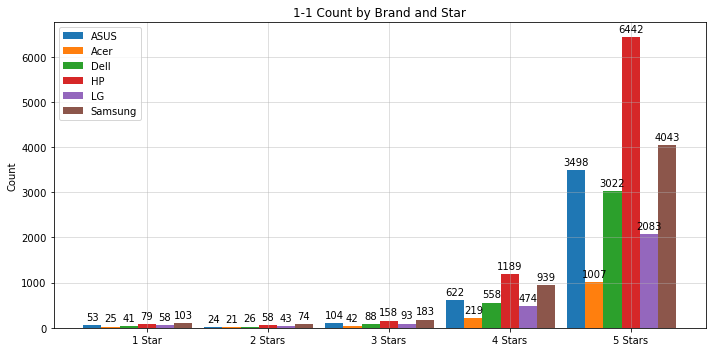 1-1 Count by Brand and Star
ASUS
Acer
Dell
HP
LG
Samsung
Count
6000
5000
4000
3000
2000
1000
0
53 25 41 79 58 103
24 21 26 58 43 74
104 42 88 158 93 183
622 219 558 1189 474 939
3498 1007 3022 6442 2083 4043
1 Star 2 Stars 3 Stars 4 Stars 5 Stars